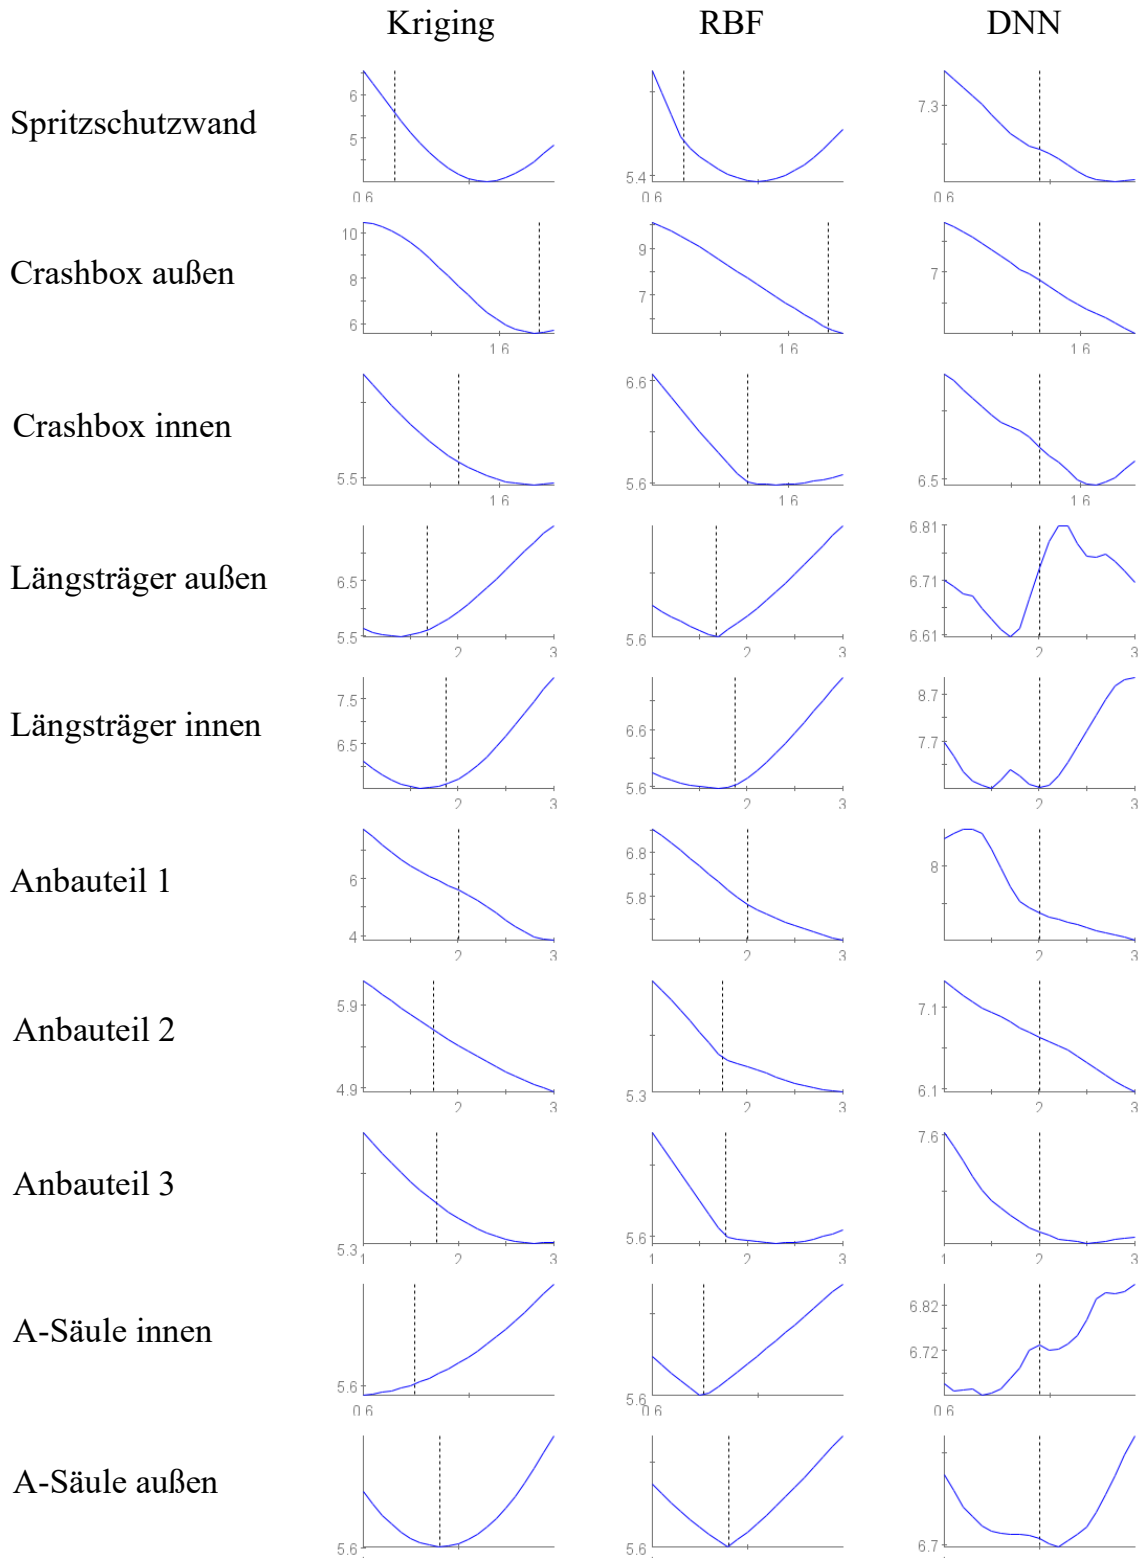 Kriging RBF DNN
Spritzschutzwand
6 5 0.6
5.4 0.6
7.3 0.6
Crashbox außen
10 8 6 1.6
9 7 1.6
7 1.6
Crashbox innen
5.5 1.6
6.6 5.6 1.6
6.5 1.6
Längsträger außen
6.5 5.5 2 3
5.6 2 3
6.81 6.71 6.61 2 3
Längsträger innen
7.5 6.5 2 3
6.6 5.6 2 3
8.7 7.7 2 3
Anbauteil 1
6 4 2 3
6.8 5.8 2 3
8 2 3
Anbauteil 2
5.9 4.9 2 3
5.3 2 3
7.1 6.1 2 3
Anbauteil 3
5.3 1 2 3
5.6 1 2 3
7.6 1 2 3
A-Säule innen
5.6 0.6
5.6 0.6
6.82 6.72 0.6
A-Säule außen
5.6
5.6
6.7